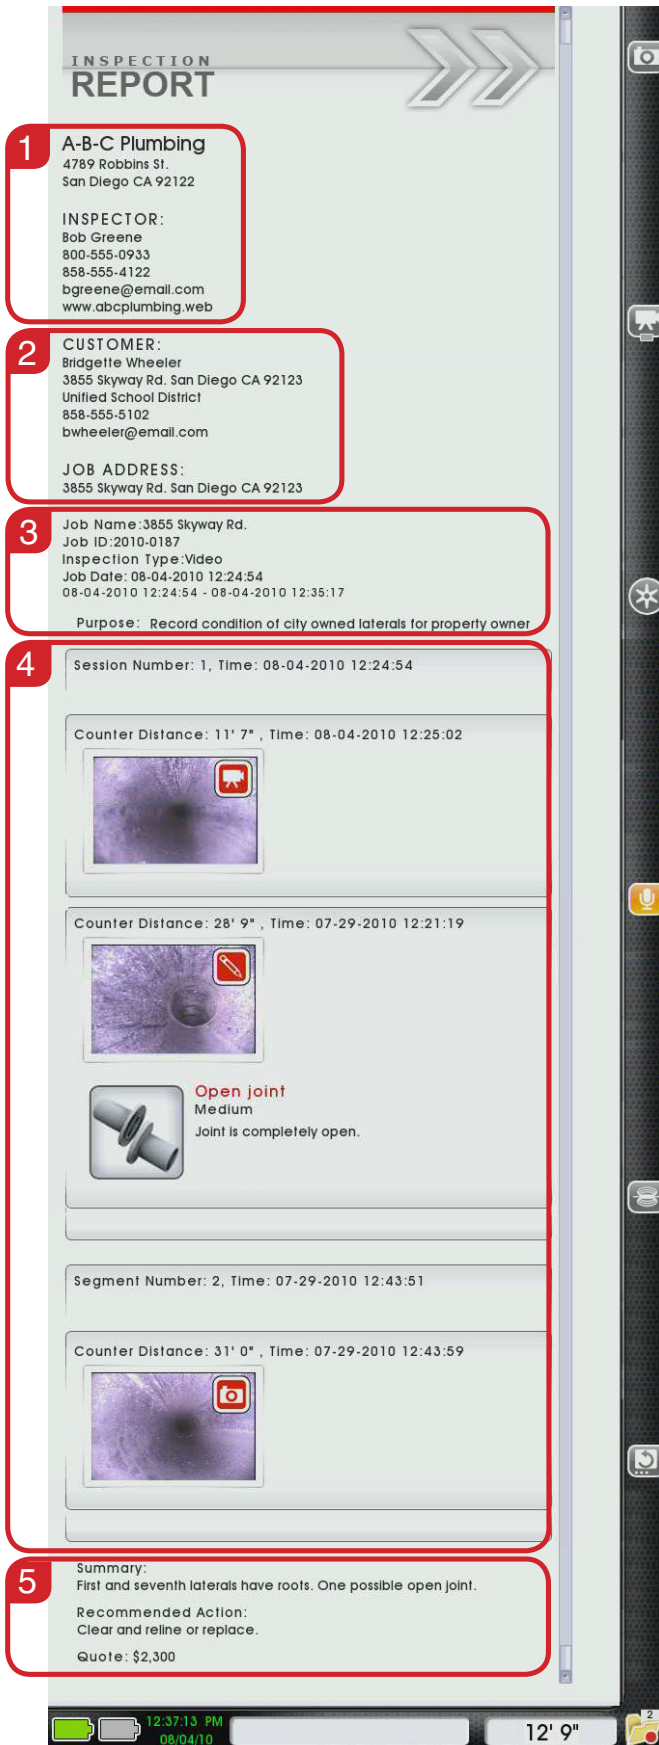 INSPECTION
REPORT
1
A-B-C Plumbing
4789 Robbins St.
San Diego CA 92122
INSPECTOR:
Bob Greene
800-555-0933
858-555-4122
bgreene@email.com
www.abcplumbing.web
2
CUSTOMER:
Bridgette Wheeler
3855 Skyway Rd. San Diego CA 92123
Unified School District
858-555-5102
bwheeler@email.com
JOB ADDRESS:
3855 Skyway Rd. San Diego CA 92123
3
Job Name:3855 Skyway Rd.
Job ID:2010-0187
Inspection Type:Video
Job Date: 08-04-2010 12:24:54
08-04-2010 12:24:54 - 08-04-2010 12:35:17
Purpose: Record condition of city owned laterals for property owner
4
Session Number: 1, Time: 08-04-2010 12:24:54
Counter Distance: 11' 7" , Time: 08-04-2010 12:25:02
Counter Distance: 28' 9" , Time: 07-29-2010 12:21:19
Open joint
Medium
Joint is completely open.
Segment Number: 2, Time: 07-29-2010 12:43:51
Counter Distance: 31' 0" , Time: 07-29-2010 12:43:59
5
Summary:
First and seventh laterals have roots. One possible open joint.
Recommended Action:
Clear and reline or replace.
Quote: $2,300
12:37:13 PM
08/04/10
12' 9"
2